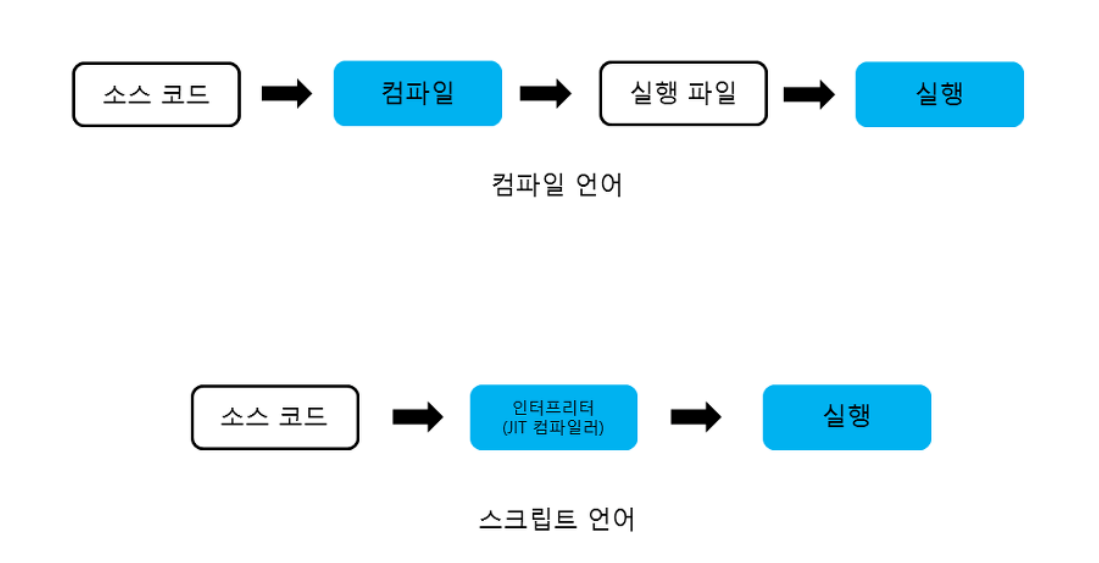 소스 코드
컴파일
실행 파일
실행
컴파일 언어
소스 코드
인터프리터
(JIT 컴파일러)
실행
스크립트 언어